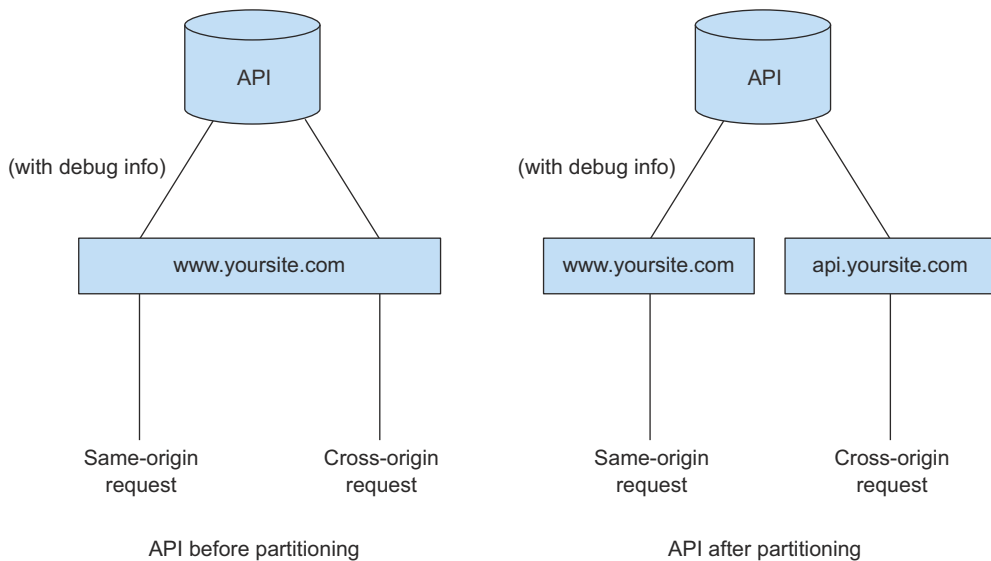 API
(with debug info)
www.yoursite.com
Same-origin
request
Cross-origin
request
API before partitioning
API
(with debug info)
www.yoursite.com
api.yoursite.com
Same-origin
request
Cross-origin
request
API after partitioning